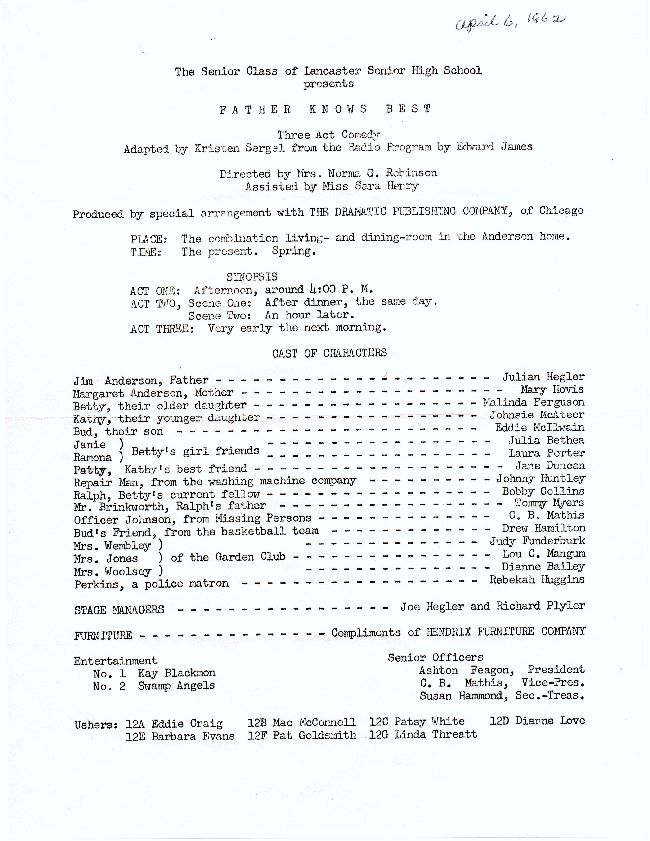 April 6, 1962
The Senior Class of Lancaster Senior High School
presents
F A T H E R   K N O W S   B E S T
Three Act Comedy
Adapted by Kristen Sergel from the Radio Program by Edward James
Directed by Mrs. Norma G. Robinson
Assisted by Miss Sara Henry
Produced by special arrangement with THE DRAMATIC PUBLISHING COMPANY, of Chicago
PLACE: The combination living- and dining-room in the Anderson home.
TIME: The present. Spring.
SINOPSIS
ACT ONE: Afternoon, around 4:00 P. M.
ACT TWO, Scene One: After dinner, the same day.
Scene Two: An hour later.
ACT THREE: Very early the next morning.
CAST OF CHARACTERS
Jim Anderson, Father - - - - - - - - - - - - - - - - - - - - - - Julian Hegler
Margaret Anderson, Mother - - - - - - - - - - - - - - - - - - - - - Mary Hovis
Betty, their older daughter - - - - - - - - - - - - - - - - - - Malinda Ferguson
Kathy, their younger daughter - - - - - - - - - - - - - - - - - Johnsie McAteer
Bud, their son - - - - - - - - - - - - - - - - - - - - - - - - Eddie McIlwain
Janie ) - - - - - - - - - - - - - - - - Julia Bethea
Ramona ) Betty's girl friends - - - - - - - - - - - - - - - - - Laura Porter
Patty, Kathy's best friend - - - - - - - - - - - - - - - - - - - - Jane Duncan
Repair Man, from the washing machine company - - - - - - - - - - Johnny Huntley
Ralph, Betty's current fellow - - - - - - - - - - - - - - - - - - Bobby Collins
Mr. Brinkworth, Ralph's father - - - - - - - - - - - - - - - - - - - Tommy Myers
Officer Johnson, from Missing Persons - - - - - - - - - - - - - - C. B. Mathis
Bud's Friend, from the basketball team - - - - - - - - - - - - - Drew Hamilton
Mrs. Wembley ) - - - - - - - - - - - - - - Judy Funderburk
Mrs. Jones ) of the Garden Club - - - - - - - - - - - - - - - - Lou C. Mangum
Mrs. Woolsey ) - - - - - - - - - - - - - - - Dianne Bailey
Perkins, a police matron - - - - - - - - - - - - - - - - - - - Rebekah Huggins
STAGE MANAGERS - - - - - - - - - - - - - - - - - Joe Hegler and Richard Plyler
FURNITURE - - - - - - - - - - - - - - - Compliments of HENDRIX FURNITURE COMPANY
Entertainment
No. 1 Kay Blackmon
No. 2 Swamp Angels
Senior Officers
Ashton Feagon, President
C. B. Mathis, Vice-Pres.
Susan Hammond, Sec.-Treas.
Ushers: 12A Eddie Craig 12B Mac McConnell 12C Patsy White 12D Dianne Love
12E Barbara Evans 12F Pat Goldsmith 12G Linda Threatt